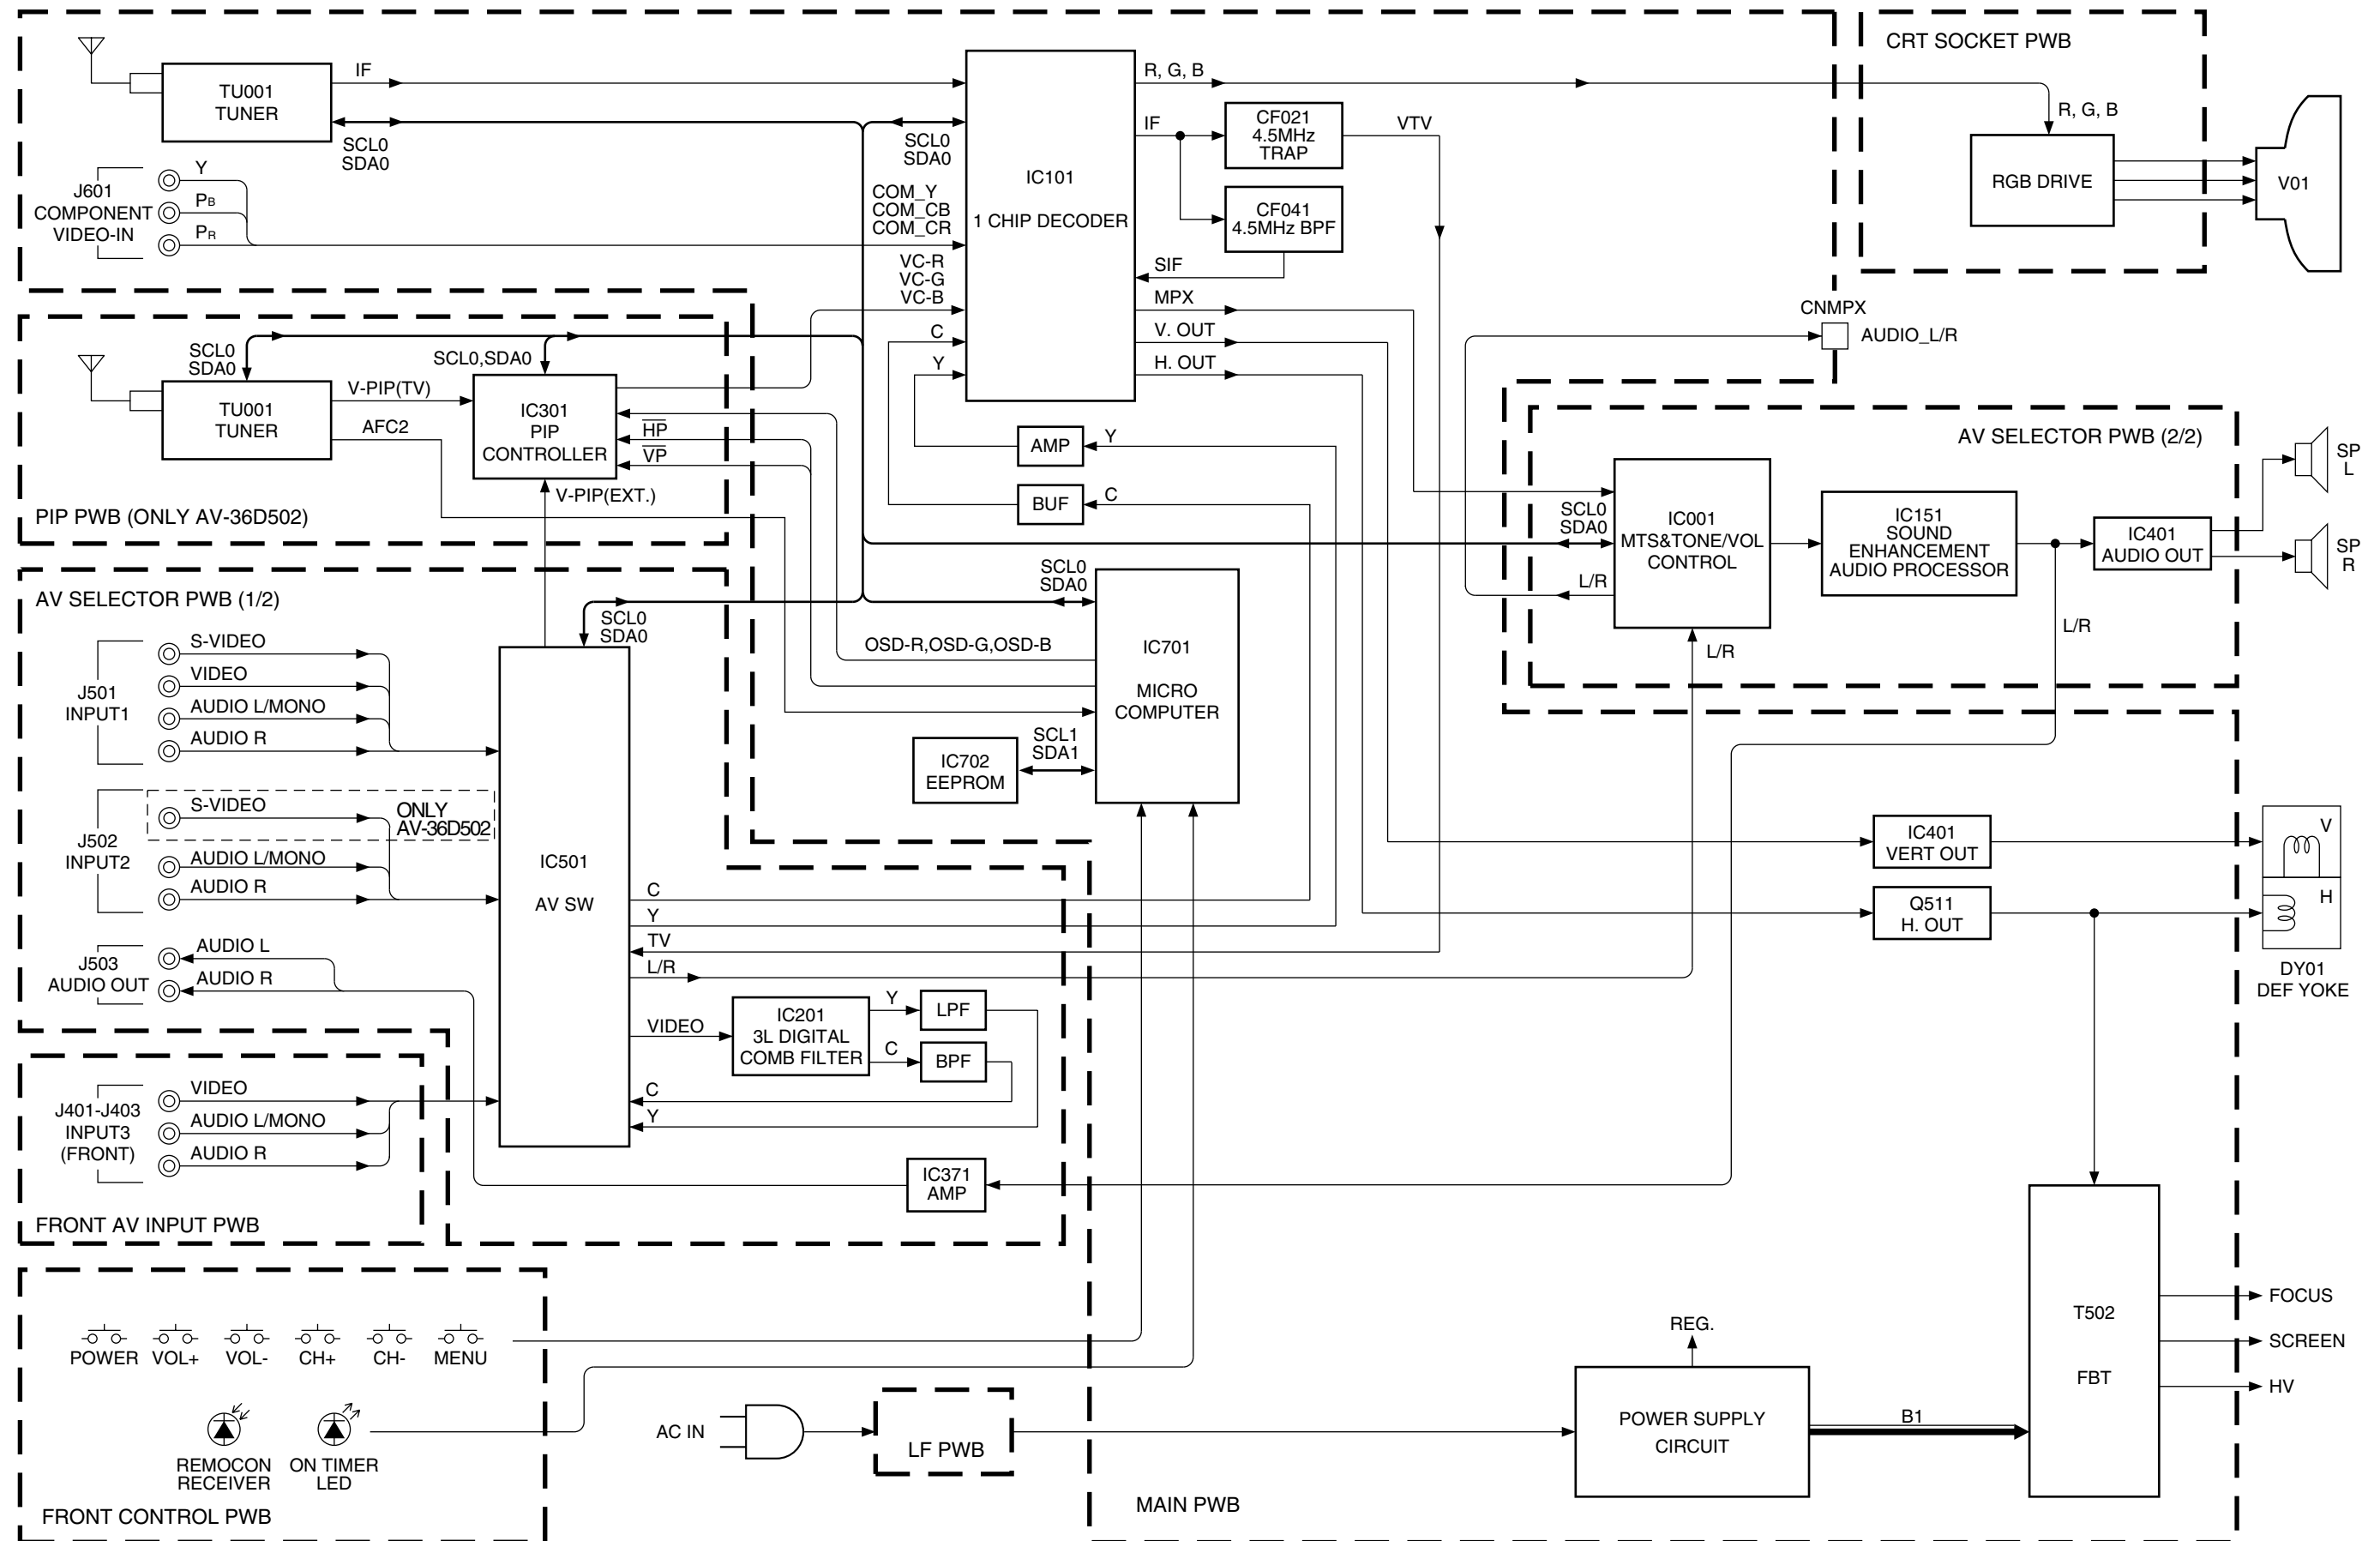 CRT SOCKET PWB
TU001
TUNER
IF
SCL0
SDA0
J601
COMPONENT
VIDEO-IN
Y
PB
PR
SCL0
SDA0
COM_Y
COM_CB
COM_CR
VC-R
VC-G
VC-B
C
Y
IC101
1 CHIP DECODER
R, G, B
IF
CF021
4.5MHz
TRAP
VTV
CF041
4.5MHz BPF
SIF
MPX
V. OUT
H. OUT
R, G, B
RGB DRIVE
V01
CNMPX
AUDIO_L/R
SCL0
SDA0
TU001
TUNER
V-PIP(TV)
AFC2
SCL0,SDA0
IC301
PIP
CONTROLLER
HP
VP
V-PIP(EXT.)
PIP PWB (ONLY AV-36D502)
AMP
Y
BUF
C
AV SELECTOR PWB (2/2)
SCL0
SDA0
IC001
MTS&TONE/VOL
CONTROL
L/R
L/R
IC151
SOUND
ENHANCEMENT
AUDIO PROCESSOR
IC401
AUDIO OUT
L/R
SP
L
SP
R
AV SELECTOR PWB (1/2)
J501
INPUT1
S-VIDEO
VIDEO
AUDIO L/MONO
AUDIO R
J502
INPUT2
S-VIDEO
ONLY
AV-36D502
AUDIO L/MONO
AUDIO R
J503
AUDIO OUT
AUDIO L
AUDIO R
SCL0
SDA0
IC501
AV SW
C
Y
TV
L/R
VIDEO
IC201
3L DIGITAL
COMB FILTER
Y
LPF
C
BPF
C
Y
IC371
AMP
SCL0
SDA0
OSD-R,OSD-G,OSD-B
IC701
MICRO
COMPUTER
IC702
EEPROM
SCL1
SDA1
IC401
VERT OUT
Q511
H. OUT
V
H
DY01
DEF YOKE
J401-J403
INPUT3
(FRONT)
VIDEO
AUDIO L/MONO
AUDIO R
FRONT AV INPUT PWB
POWER
VOL+
VOL-
CH+
CH-
MENU
REMOCON
RECEIVER
ON TIMER
LED
FRONT CONTROL PWB
AC IN
LF PWB
MAIN PWB
REG.
POWER SUPPLY
CIRCUIT
B1
T502
FBT
FOCUS
SCREEN
HV